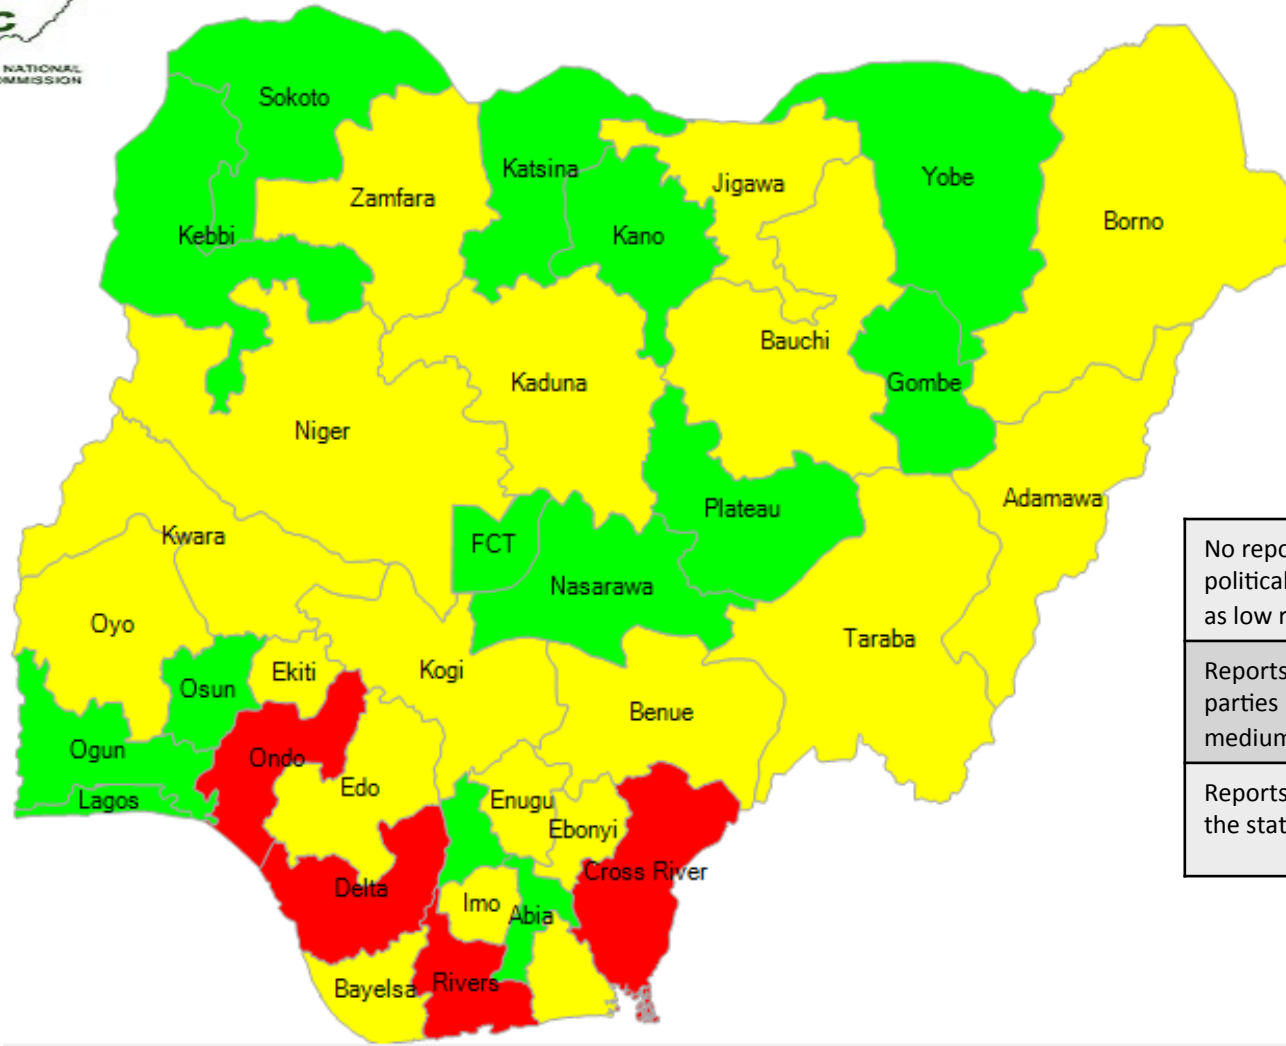 C
NATIONAL
COMMISSION
Sokoto
Katsina
Zamfara
Jigawa
Yobe
Borno
Kebbi
Kano
Bauchi
Kaduna
Gombe
Niger
Adamawa
Plateau
Kwara
FCT
Nasarawa
Oyo
Taraba
Ekiti
Kogi
Osun
Benue
Ogun
Ondo
Edo
Lagos
Enugu
Ebonyi
Cross River
Delta
Imo
Abia
Bayelsa
Rivers
No repo
political
as low r
Reports
parties
medium
Reports
the stat